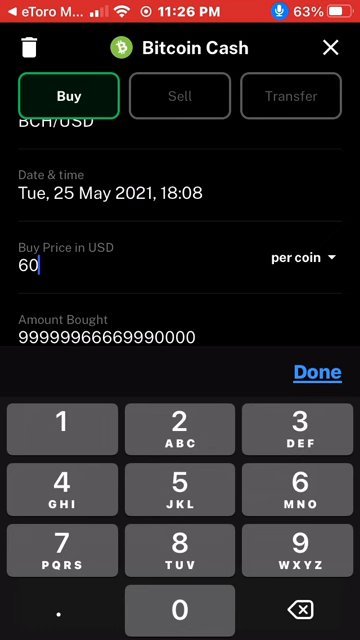 ◀ eToro M... 11:26 PM 63%
Bitcoin Cash
Buy Sell Transfer
BCH/USD
Date & time
Tue, 25 May 2021, 18:08
Buy Price in USD
60
per coin
Amount Bought
99999966669990000
Done
1 2 3
ABC DEF
4 5 6
GHI JKL MNO
7 8 9
PQRS TUV WXYZ
. 0